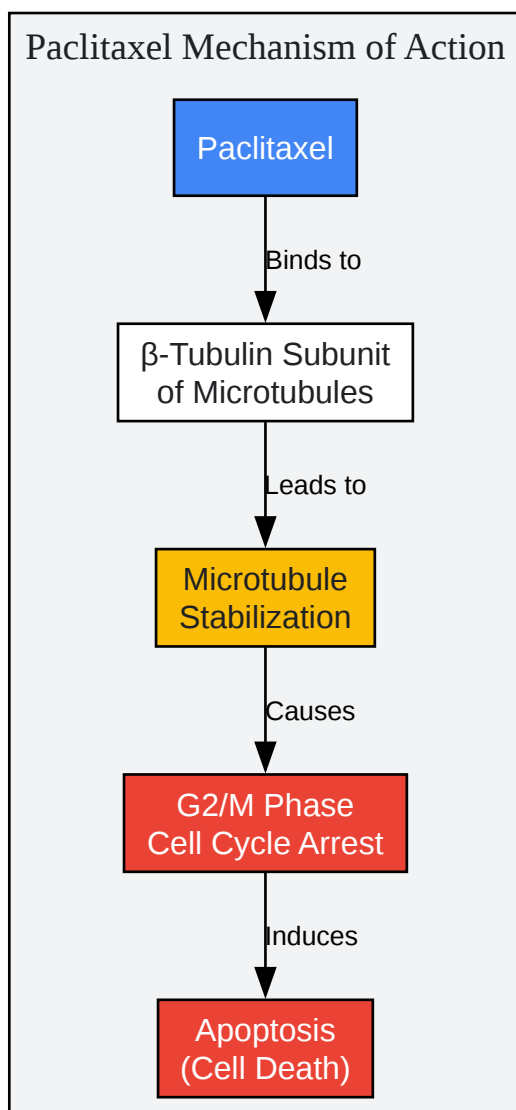 Paclitaxel Mechanism of Action
Paclitaxel
Binds to
β-Tubulin Subunit
of Microtubules
Leads to
Microtubule
Stabilization
Causes
G2/M Phase
Cell Cycle Arrest
Induces
Apoptosis
(Cell Death)